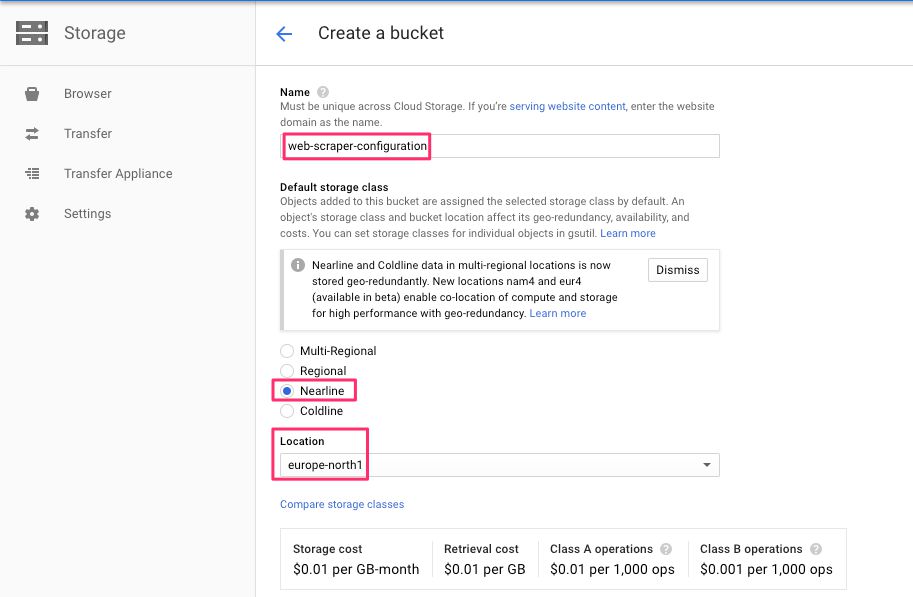 Storage
Create a bucket
Browser
Transfer
Transfer Appliance
Settings
Name ?
Must be unique across Cloud Storage. If you're serving website content, enter the website
domain as the name.
web-scraper-configuration
Default storage class
Objects added to this bucket are assigned the selected storage class by default. An
object's storage class and bucket location affect its geo-redundancy, availability, and
costs. You can set storage classes for individual objects in gsutil. Learn more
Nearline and Coldline data in multi-regional locations is now
stored geo-redundantly. New locations nam4 and eur4
(available in beta) enable co-location of compute and storage
for high performance with geo-redundancy. Learn more
Dismiss
Multi-Regional
Regional
Nearline
Coldline
Location
europe-north1
Compare storage classes
Storage cost
$0.01 per GB-month
Retrieval cost
$0.01 per GB
Class A operations ?
$0.01 per 1,000 ops
Class B operations ?
$0.001 per 1,000 ops